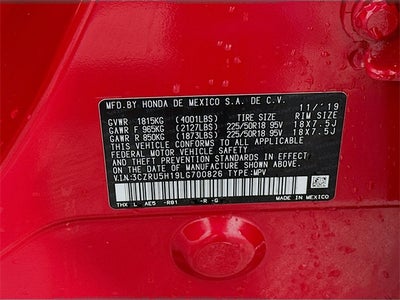 MFD.BY HONDA DE MEXICO S.A. DE C.V. 11/'19
GVWR 1815KG (4001LBS) TIRE SIZE RIM SIZE
GAWR F 965KG (2127LBS) 225/50R18 95V 18X7.5J
GAWR R 850KG (1873LBS) 225/50R18 95V 18X7.5J
THIS VEHICLE CONFORMS TO ALL APPLICABLE
FEDERAL MOTOR VEHICLE SAFETY AND
THEFT PREVENTION STANDARDS IN EFFECT
ON THE DATE OF MANUFACTURE SHOWN ABOVE.
V.I.N:3CZRU5H19LG700826 TYPE:MPV
THX L AE5 -R81 -R -G MADE IN MEXICO